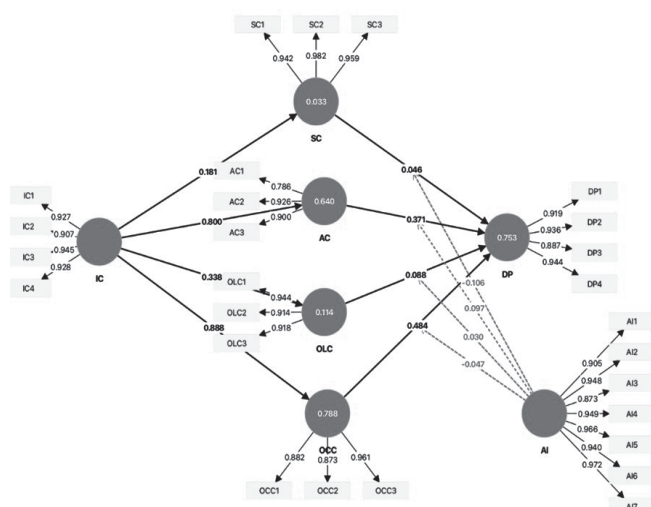 SC1 SC2 SC3
0.942 0.982 0.959
0.033
SC
0.181
0.046
AC1
AC2
AC3
0.786
0.926
0.900
0.640
AC
0.800
0.371
IC1
IC2
IC3
IC4
0.927
0.907
0.945
0.928
IC
0.753
DP
0.919
0.936
0.887
0.944
DP1
DP2
DP3
DP4
0.338
OLC1
OLC2
OLC3
0.944
0.914
0.918
0.114
OLC
0.088
0.888
0.484
-0.106
0.097
0.030
-0.047
0.788
OCC
0.882 0.873 0.961
OCC1 OCC2 OCC3
AI
0.905
0.948
0.873
0.949
0.966
0.940
0.972
AI1
AI2
AI3
AI4
AI5
AI6
AI7